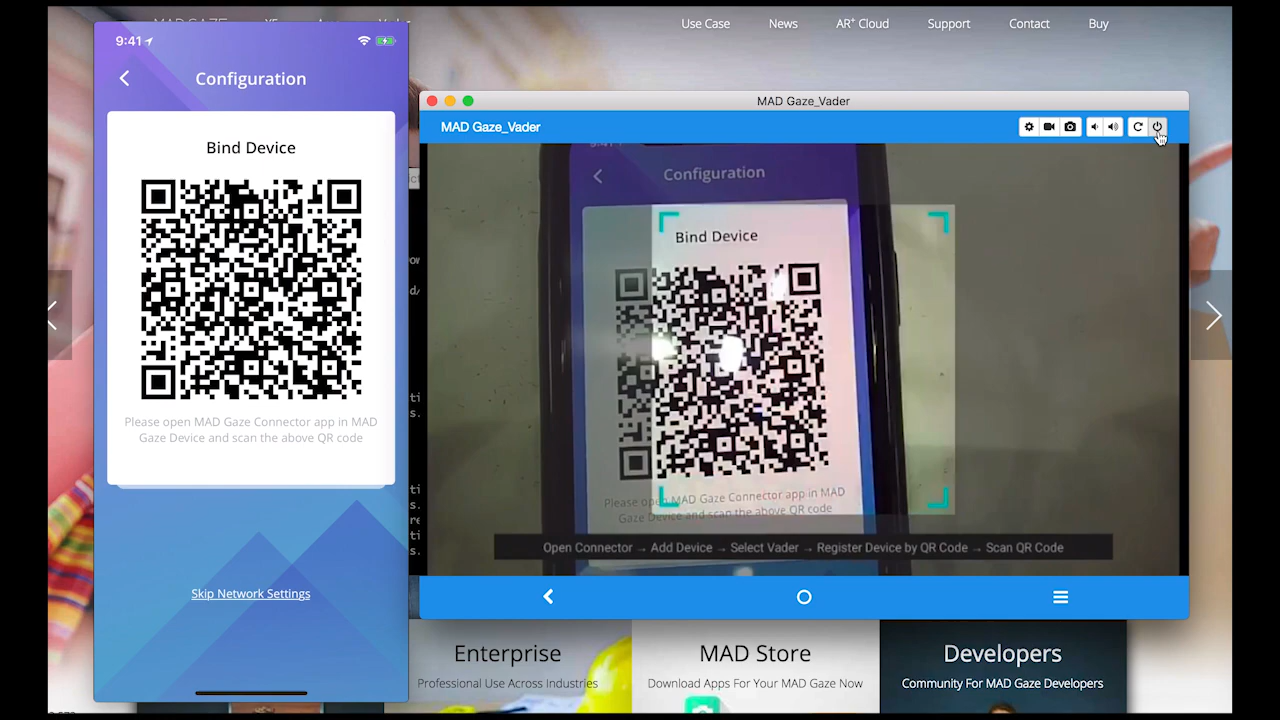 Use Case
News
AR+ Cloud
Support
Contact
Buy
9:41
Configuration
Bind Device
Please open MAD Gaze Connector app in MAD
Gaze Device and scan the above QR code
Skip Network Settings
MAD Gaze_Vader
MAD Gaze_Vader
Configuration
Bind Device
Please open MAD Gaze Connector app in MAD
Gaze Device and scan the above QR code
Open Connector → Add Device → Select Vader → Register Device by QR Code → Scan QR Code
Enterprise
Professional Use Across Industries
MAD Store
Download Apps For Your MAD Gaze Now
Developers
Community For MAD Gaze Developers